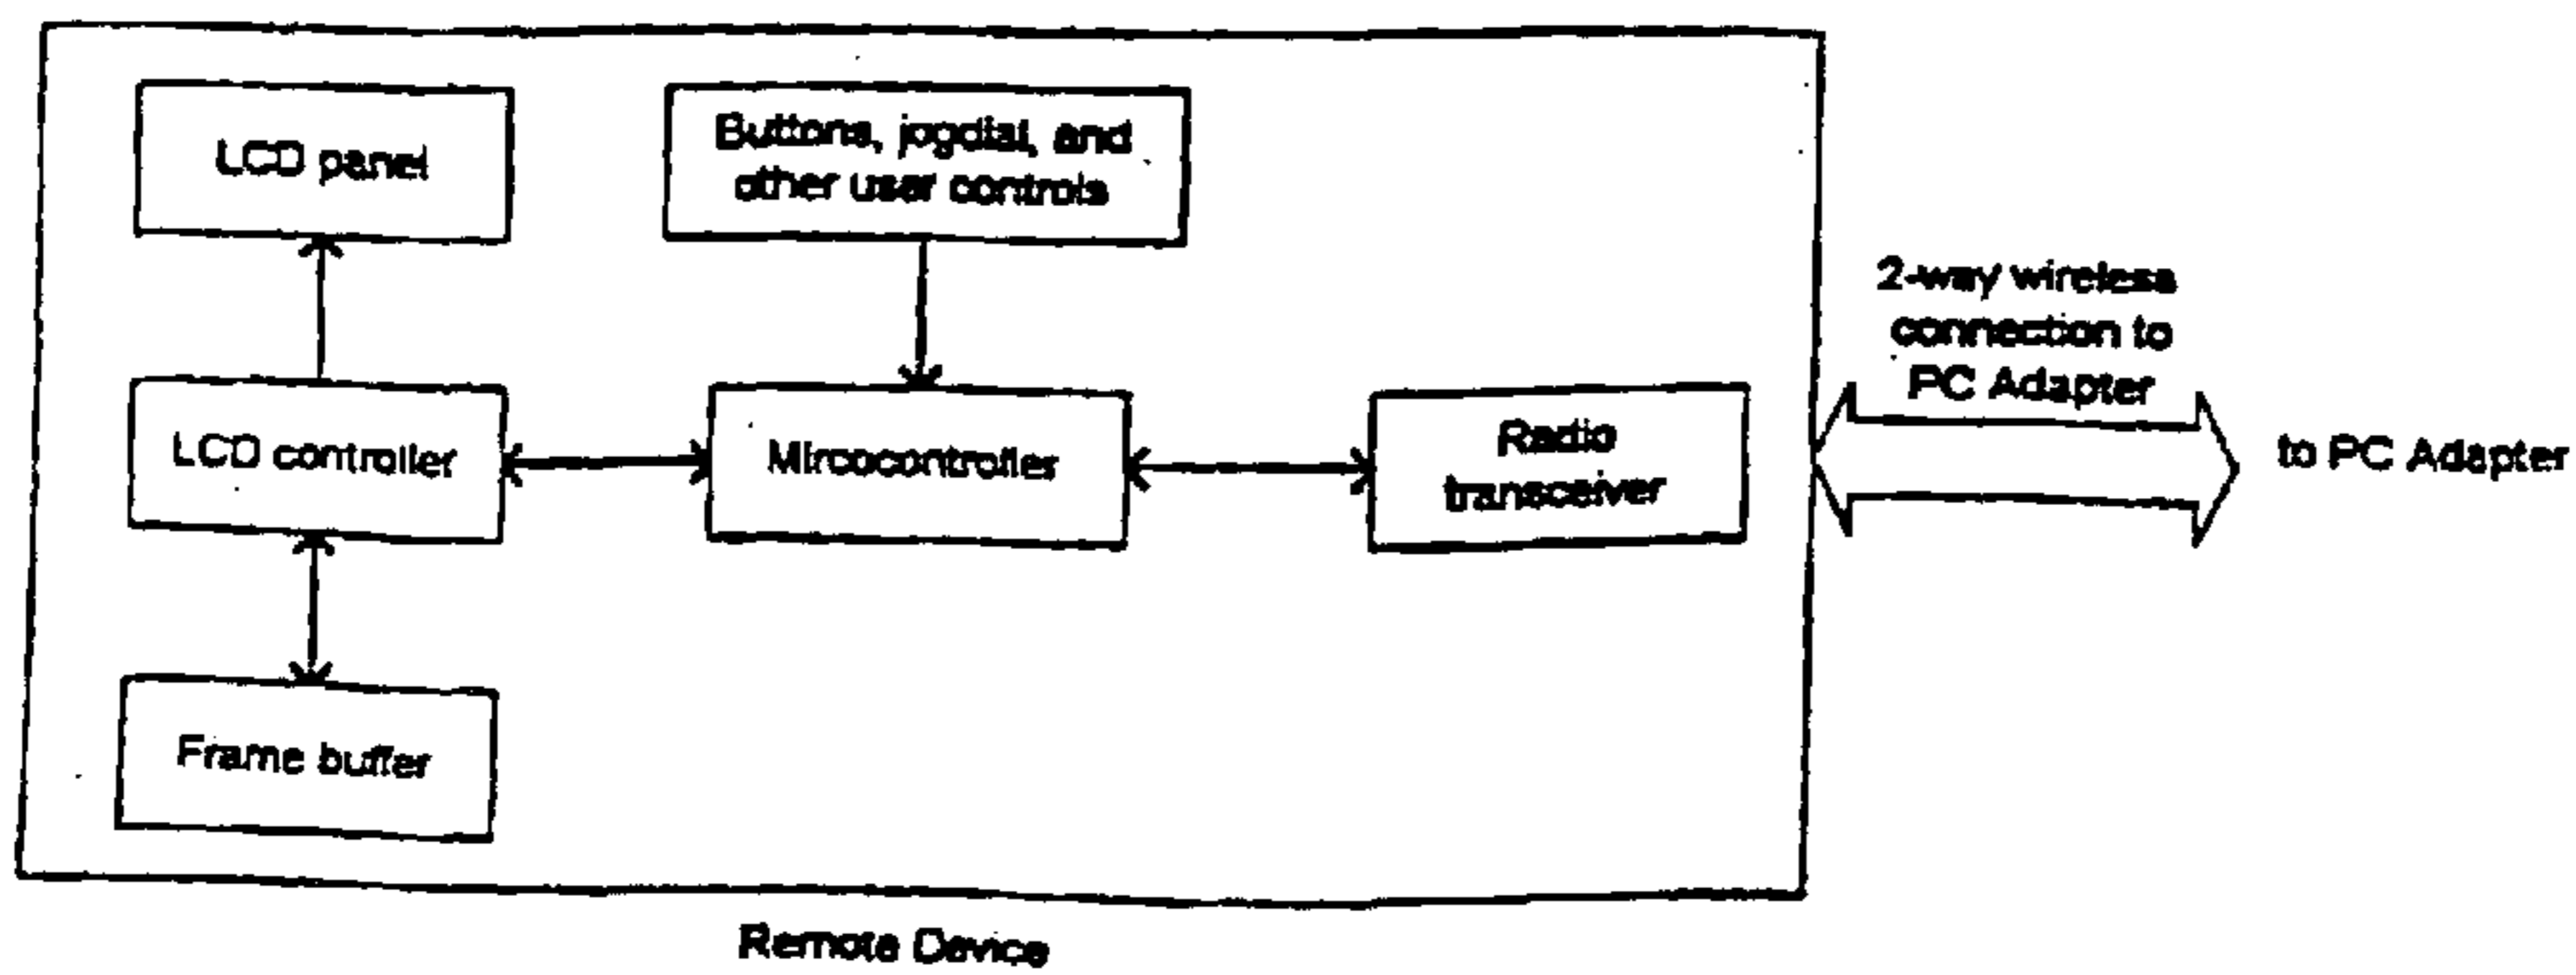 LCD panel
Buttons, jogdial, and
other user controls
2-way wireless
connection to
PC Adapter
LCD controller
Mircocontroller
Radio
transceiver
to PC Adapter
Frame buffer
Remote Device